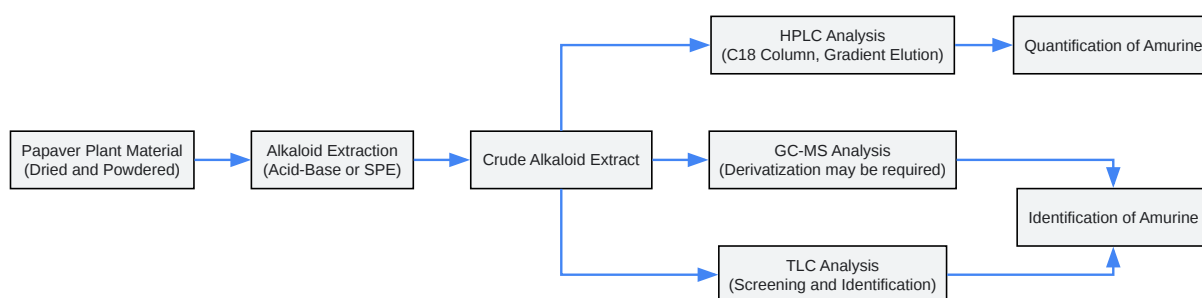 Papaver Plant Material
(Dried and Powdered)
Alkaloid Extraction
(Acid-Base or SPE)
Crude Alkaloid Extract
HPLC Analysis
(C18 Column, Gradient Elution)
Quantification of Amurine
GC-MS Analysis
(Derivatization may be required)
Identification of Amurine
TLC Analysis
(Screening and Identification)